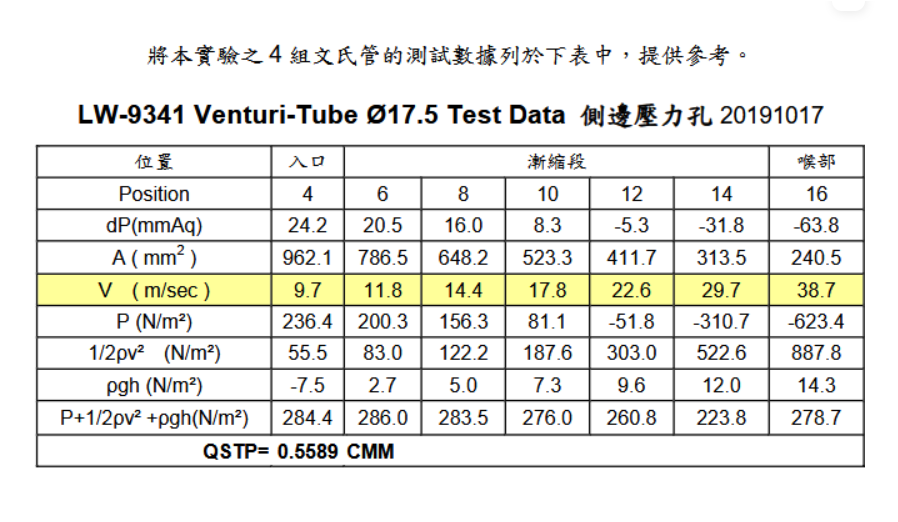 將本實驗之 4 組文氏管的測試數據列於下表中，提供參考。
LW-9341 Venturi-Tube Ø17.5 Test Data 側邊壓力孔 20191017
位置 入口 漸縮段 喉部
Position 4 6 8 10 12 14 16
dP(mmAq) 24.2 20.5 16.0 8.3 -5.3 -31.8 -63.8
A ( mm² ) 962.1 786.5 648.2 523.3 411.7 313.5 240.5
V ( m/sec ) 9.7 11.8 14.4 17.8 22.6 29.7 38.7
P (N/m²) 236.4 200.3 156.3 81.1 -51.8 -310.7 -623.4
1/2ρv² (N/m²) 55.5 83.0 122.2 187.6 303.0 522.6 887.8
ρgh (N/m²) -7.5 2.7 5.0 7.3 9.6 12.0 14.3
P+1/2ρv² +ρgh(N/m²) 284.4 286.0 283.5 276.0 260.8 223.8 278.7
QSTP= 0.5589 CMM